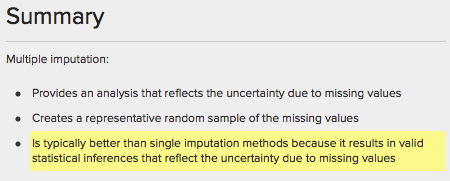 Summary
Multiple imputation:
• Provides an analysis that reflects the uncertainty due to missing values
• Creates a representative random sample of the missing values
• Is typically better than single imputation methods because it results in valid
statistical inferences that reflect the uncertainty due to missing values